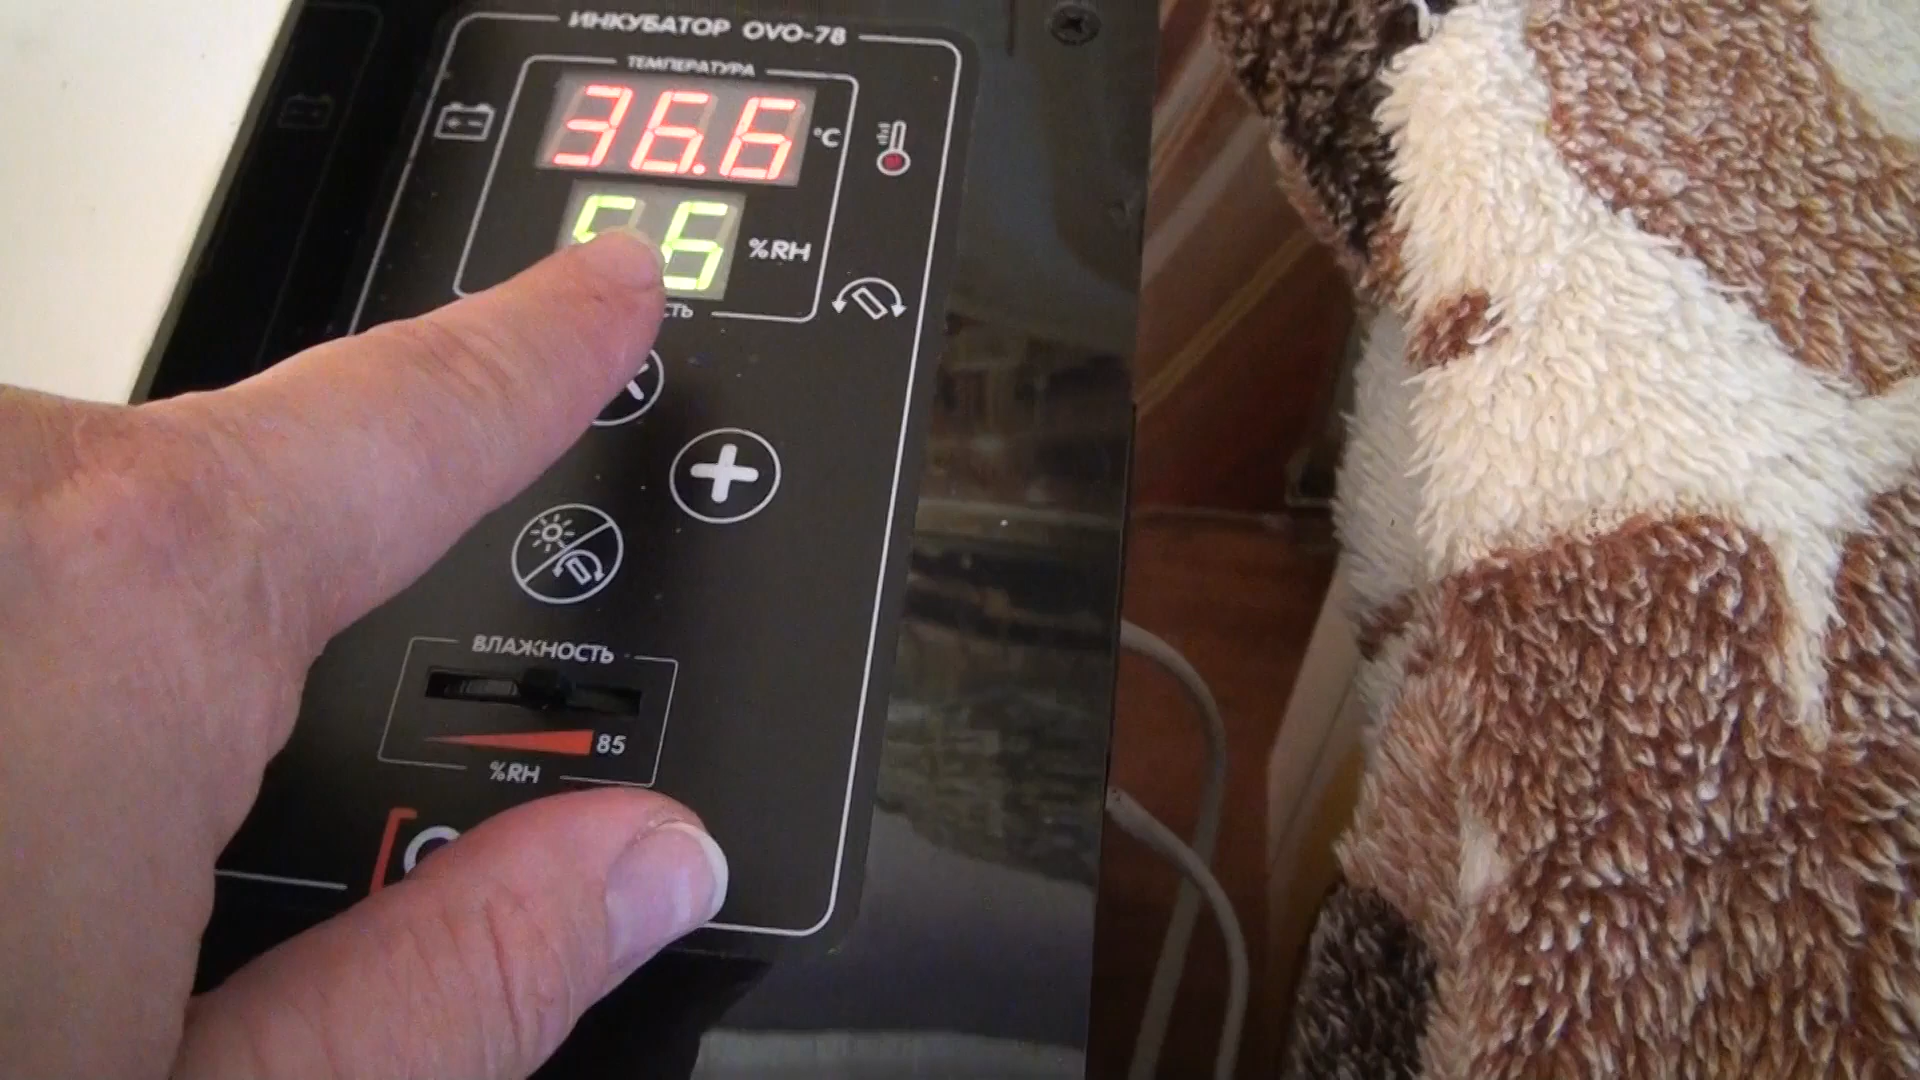 ИНКУБАТОР OVO-78
ТЕМПЕРАТУРА
36.6 °C
%RH
ВЛАЖНОСТЬ
85
%RH